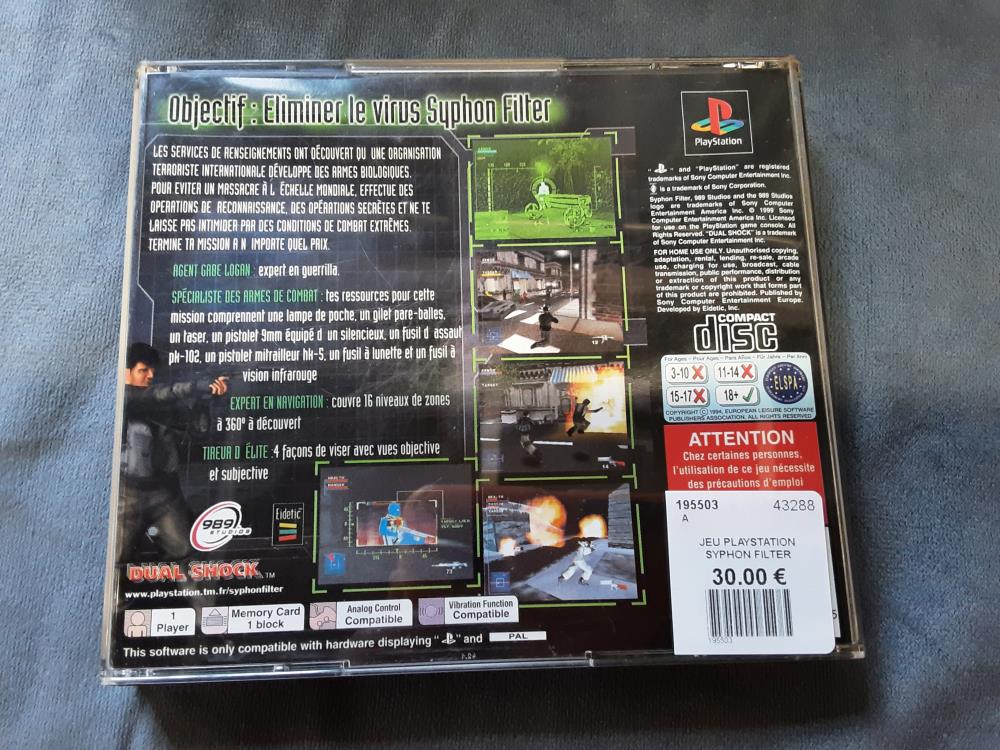 Objectif : Eliminer le virus Syphon Filter
LES SERVICES DE RENSEIGNEMENTS ONT DÉCOUVERT QU UNE ORGANISATION
TERRORISTE INTERNATIONALE DÉVELOPPE DES ARMES BIOLOGIQUES.
POUR EVITER UN MASSACRE À L ÉCHELLE MONDIALE, EFFECTUE DES
OPERATIONS DE RECONNAISSANCE, DES OPÉRATIONS SECRÈTES ET NE TE
LAISSE PAS INTIMIDER PAR DES CONDITIONS DE COMBAT EXTRÊMES.
TERMINE TA MISSION A N IMPORTE QUEL PRIX.
AGENT GABE LOGAN : expert en guerrilla.
SPÉCIALISTE DES ARMES DE COMBAT : tes ressources pour cette
mission comprennent une lampe de poche, un gilet pare-balles,
un taser, un pistolet 9mm équipé d un silencieux, un fusil d assaut
pk-102, un pistolet mitrailleur hk-5, un fusil à lunette et un fusil à
vision infrarouge
EXPERT EN NAVIGATION : couvre 16 niveaux de zones
à 360° à découvert
TIREUR D ÉLITE :4 façons de viser avec vues objective
et subjective
989
STUDIOS
Eidetic
DUAL SHOCK™
www.playstation.tm.fr/syphonfilter
1
Player
Memory Card
1 block
Analog Control
Compatible
Vibration Function
Compatible
This software is only compatible with hardware displaying " " and PAL
PlayStation
" " and "PlayStation" are registered
trademarks of Sony Computer Entertainment Inc.
is a trademark of Sony Corporation.
Syphon Filter, 989 Studios and the 989 Studios
logo are trademarks of Sony Computer
Entertainment America Inc. © 1999 Sony
Computer Entertainment America Inc. Licensed
for use on the PlayStation game console. All
Rights Reserved. "DUAL SHOCK" is a trademark
of Sony Computer Entertainment Inc.
FOR HOME USE ONLY. Unauthorised copying,
adaptation, rental, lending, re-sale, arcade
use, charging for use, broadcast, cable
transmission, public performance, distribution
or extraction of this product or any
trademark or copyright work that forms part
of this product are prohibited. Published by
Sony Computer Entertainment Europe.
Developed by Eidetic, Inc.
COMPACT
disc
For Ages - Pour Ages - Para Años - Für Jahre - Per Anni
3-10 11-14
15-17 18+
ELSPA
COPYRIGHT © 1994, EUROPEAN LEISURE SOFTWARE
PUBLISHERS ASSOCIATION. ALL RIGHTS RESERVED
ATTENTION
Chez certaines personnes,
l'utilisation de ce jeu nécessite
des précautions d'emploi
195503 43288
A
JEU PLAYSTATION
SYPHON FILTER
30.00 €
195503